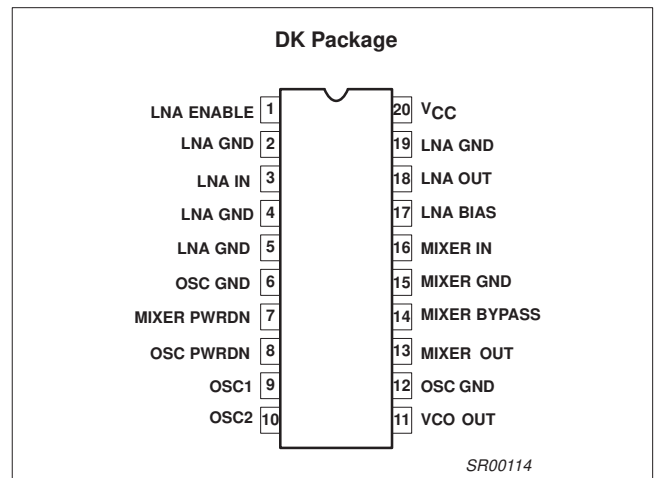 DK Package
LNA ENABLE 1 20 VCC
LNA GND 2 19 LNA GND
LNA IN 3 18 LNA OUT
LNA GND 4 17 LNA BIAS
LNA GND 5 16 MIXER IN
OSC GND 6 15 MIXER GND
MIXER PWRDN 7 14 MIXER BYPASS
OSC PWRDN 8 13 MIXER OUT
OSC1 9 12 OSC GND
OSC2 10 11 VCO OUT
SR00114